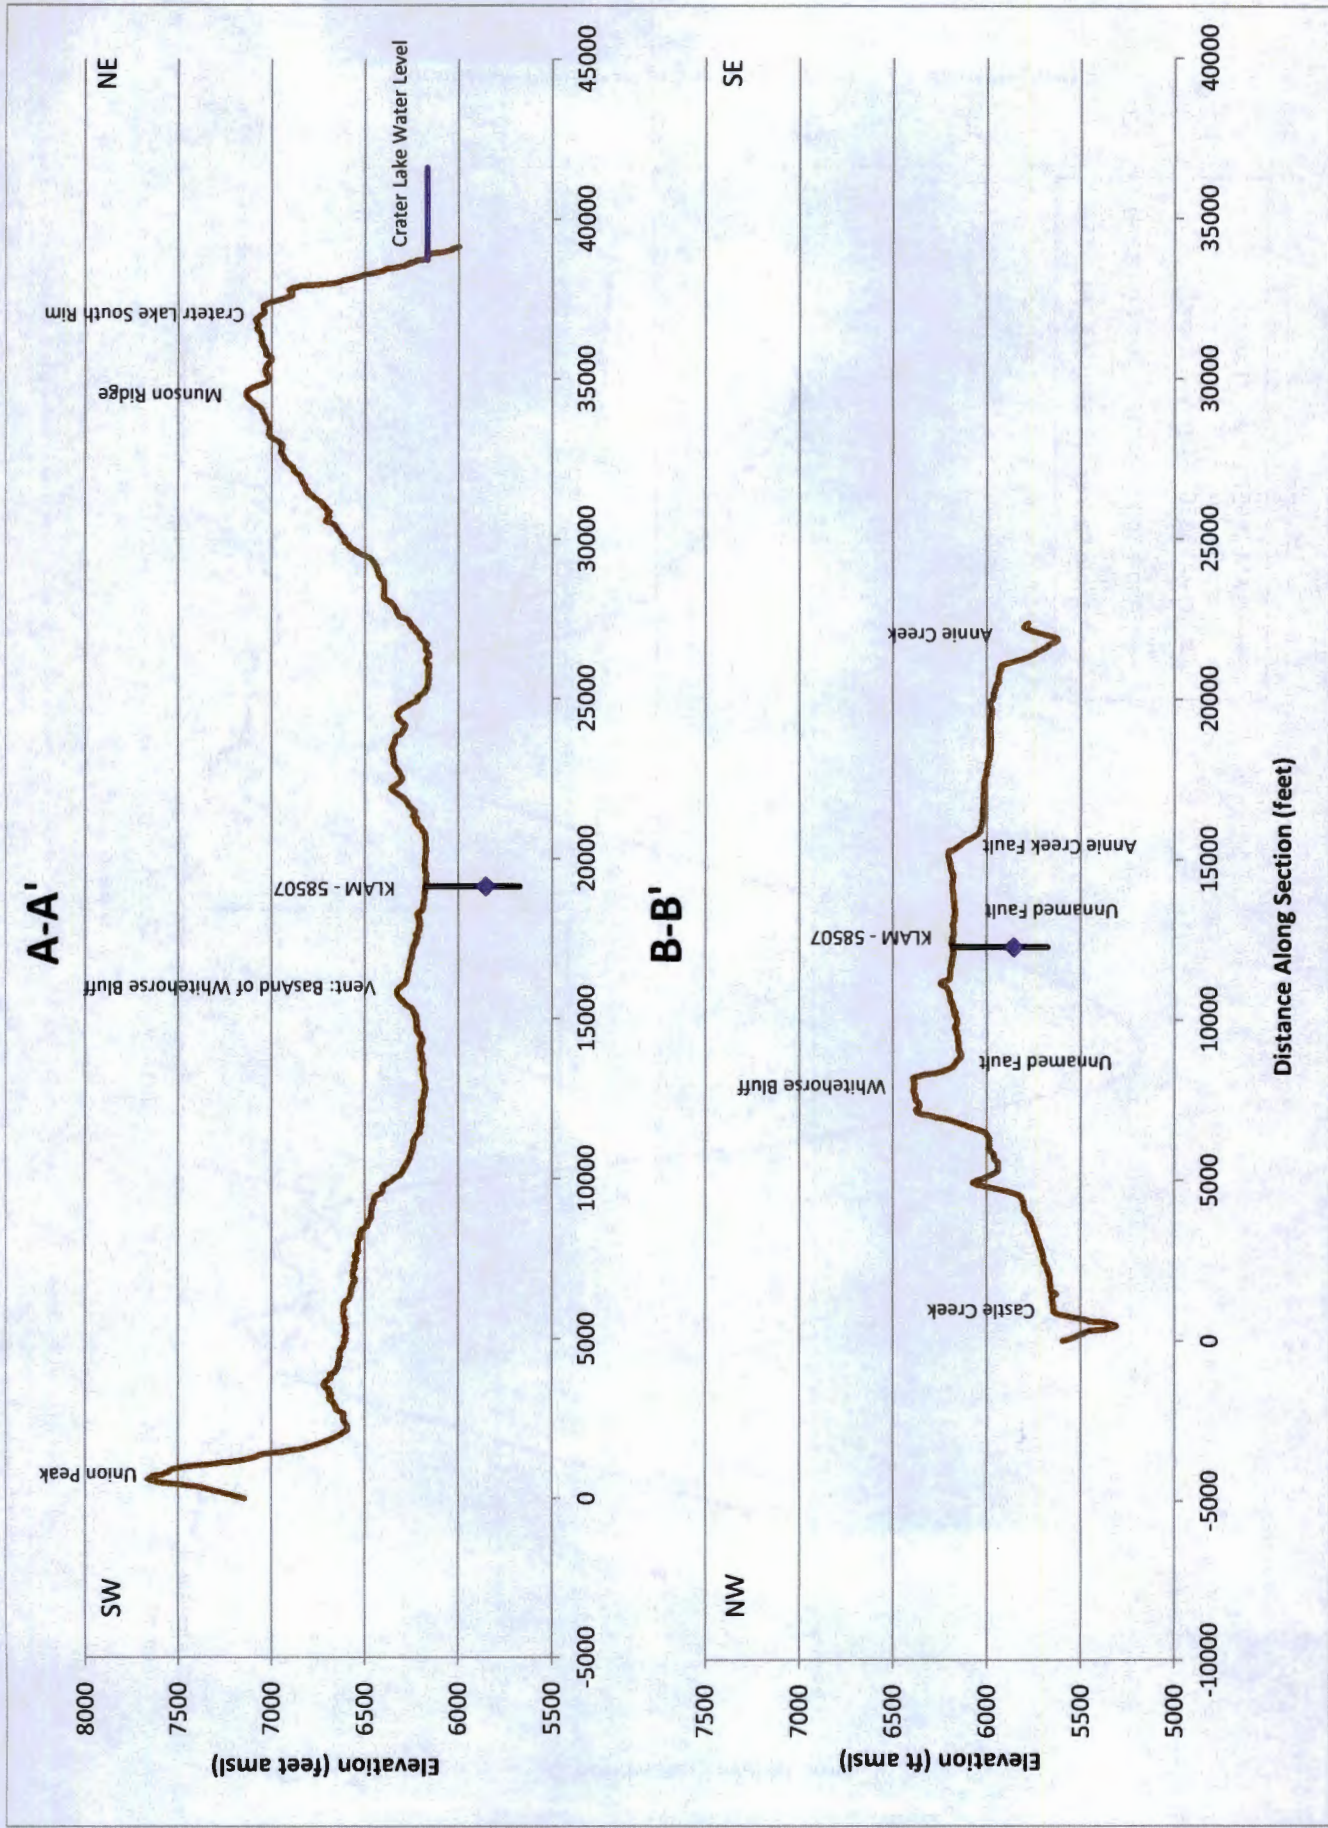 A-A'
SW
NE
8000
7500
7000
6500
6000
5500
Elevation (feet amsl)
-5000
0
5000
10000
15000
20000
25000
30000
35000
40000
45000
Union Peak
Vent: BasAnd of Whitehorse Bluff
KLAM - 58507
Munson Ridge
Cratetr Lake South Rim
Crater Lake Water Level
B-B'
NW
SE
7500
7000
6500
6000
5500
5000
Elevation (ft amsl)
-10000
-5000
0
5000
10000
15000
20000
25000
30000
35000
40000
Castle Creek
Whitehorse Bluff
Unnamed Fault
KLAM - 58507
Unnamed Fault
Annie Creek Fault
Annie Creek
Distance Along Section (feet)